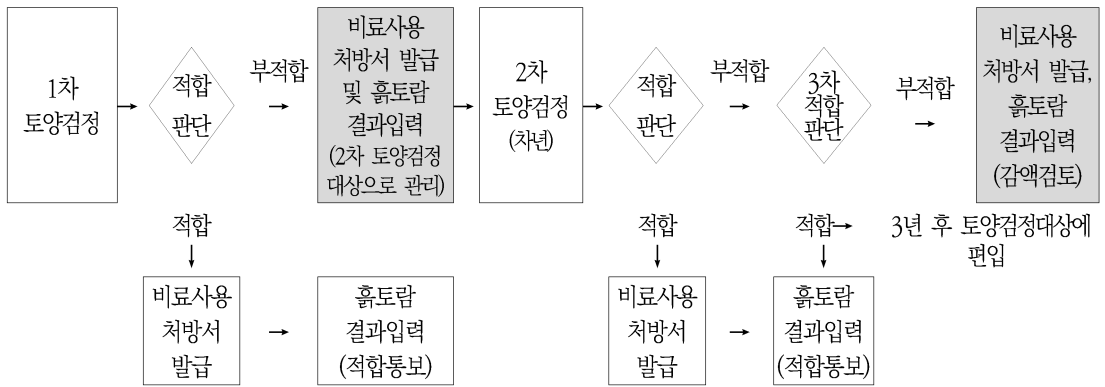 1차
토양검정
적합
판단
부적합
비료사용
처방서 발급
및 흙토람
결과입력
(2차 토양검정
대상으로 관리)
2차
토양검정
(차년)
적합
판단
부적합
3차
적합
판단
부적합
비료사용
처방서 발급,
흙토람
결과입력
(감액검토)
적합
적합
적합
3년 후 토양검정대상에
편입
비료사용
처방서
발급
흙토람
결과입력
(적합통보)
비료사용
처방서
발급
흙토람
결과입력
(적합통보)